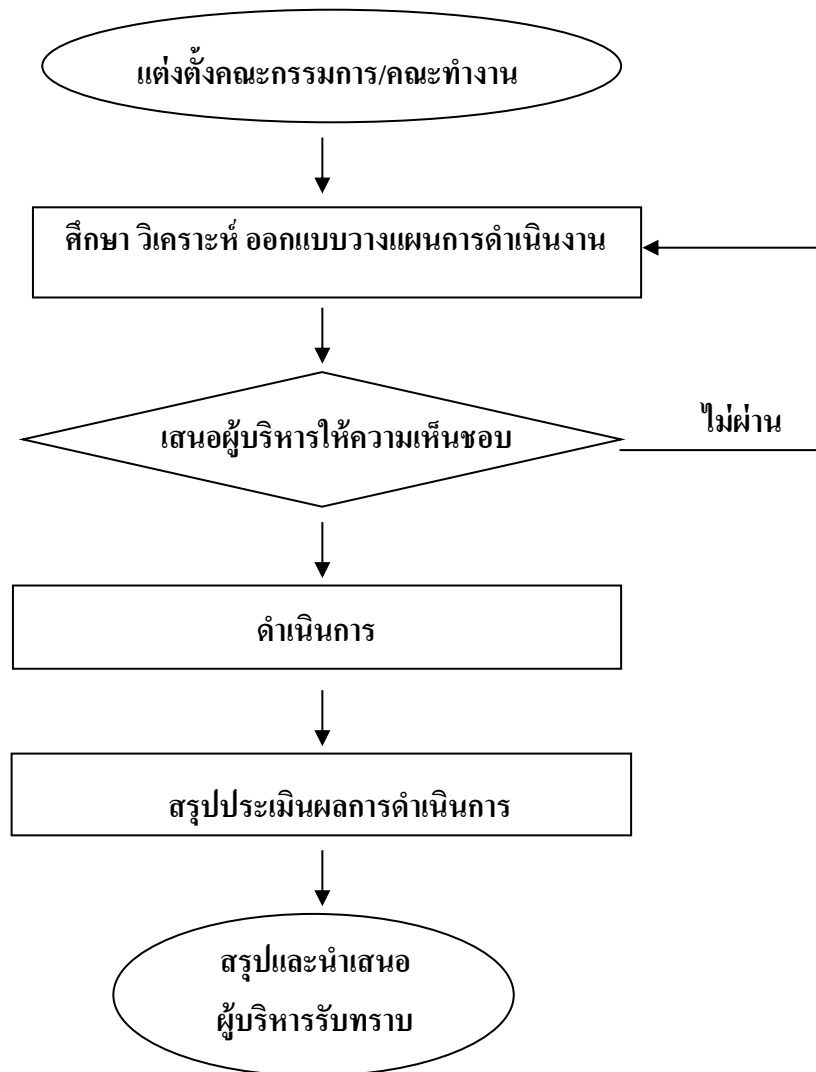 แต่งตั้งคณะกรรมการ/คณะทำงาน
ศึกษา วิเคราะห์ ออกแบบวางแผนการดำเนินงาน
เสนอผู้บริหารให้ความเห็นชอบ
ไม่ผ่าน
ดำเนินการ
สรุปประเมินผลการดำเนินการ
สรุปและนำเสนอ
ผู้บริหารรับทราบ